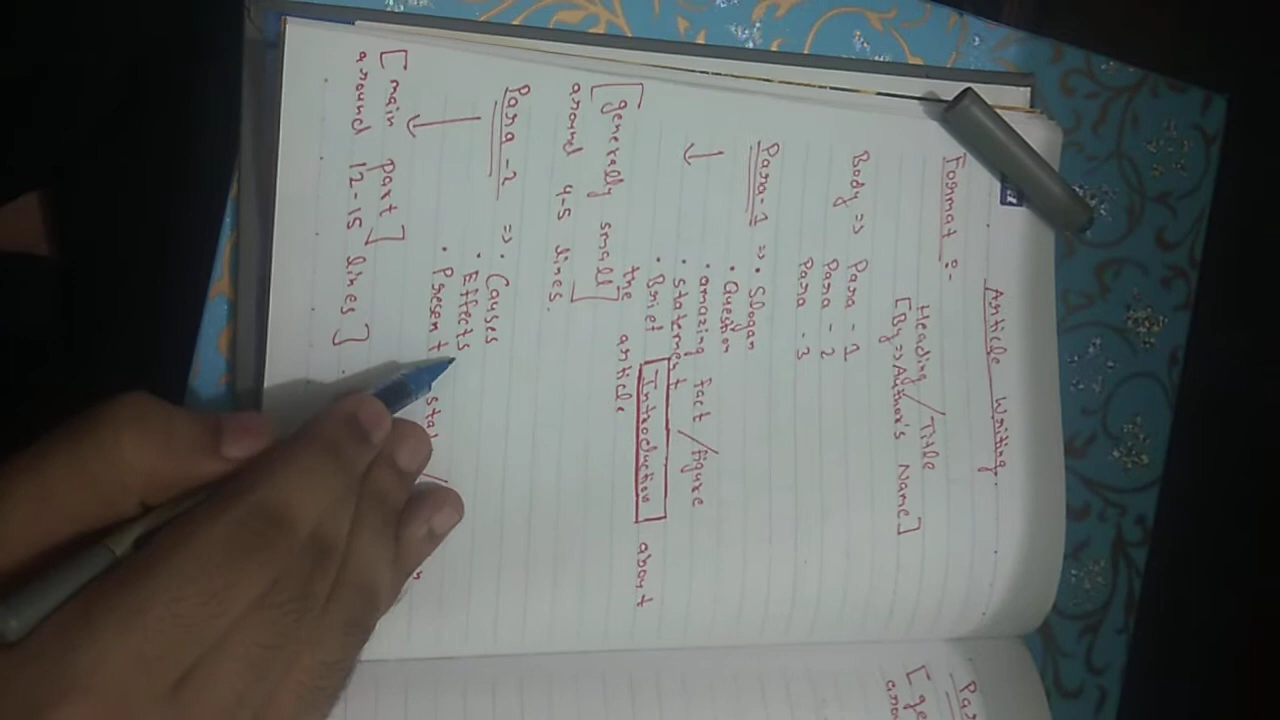 Article Writing.
Format :-
Heading / Title
[By => Author's Name]
Body => Para - 1
Para - 2
Para - 3
Para-1 => • Slogan
• Question
• amazing fact / figure
• statement
• Brief Introduction about
the article
[generally small]
around 4-5 lines.
Para-2 => • Causes
• Effects
• Present
[main part]
around 12-15 lines]